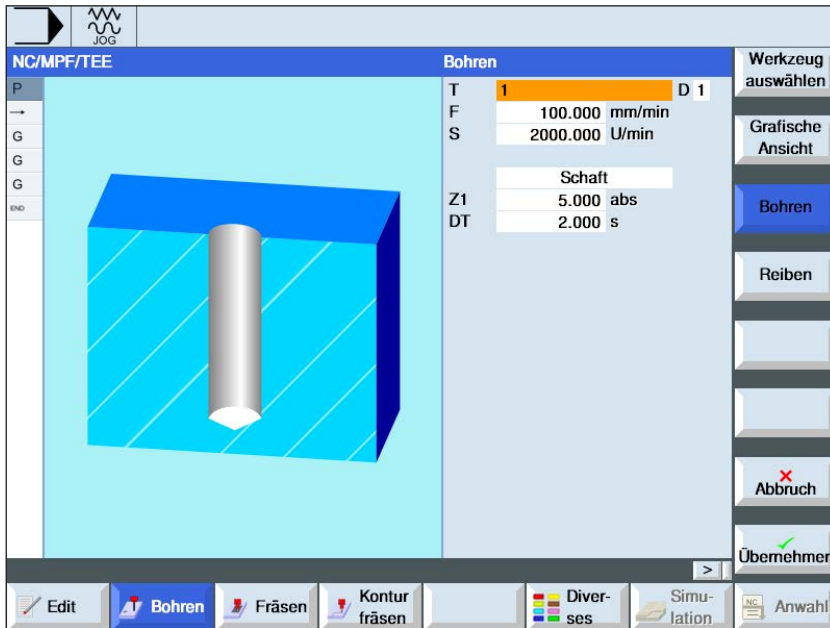 JOG
NC/MPF/TEE
Bohren
P
G
G
G
END
T 1 D 1
F 100.000 mm/min
S 2000.000 U/min
Schaft
Z1 5.000 abs
DT 2.000 s
Werkzeug
auswählen
Grafische
Ansicht
Bohren
Reiben
Abbruch
Übernehmen
>
Edit
Bohren
Fräsen
Kontur
fräsen
Diver-
ses
Simu-
lation
NC
Anwahl